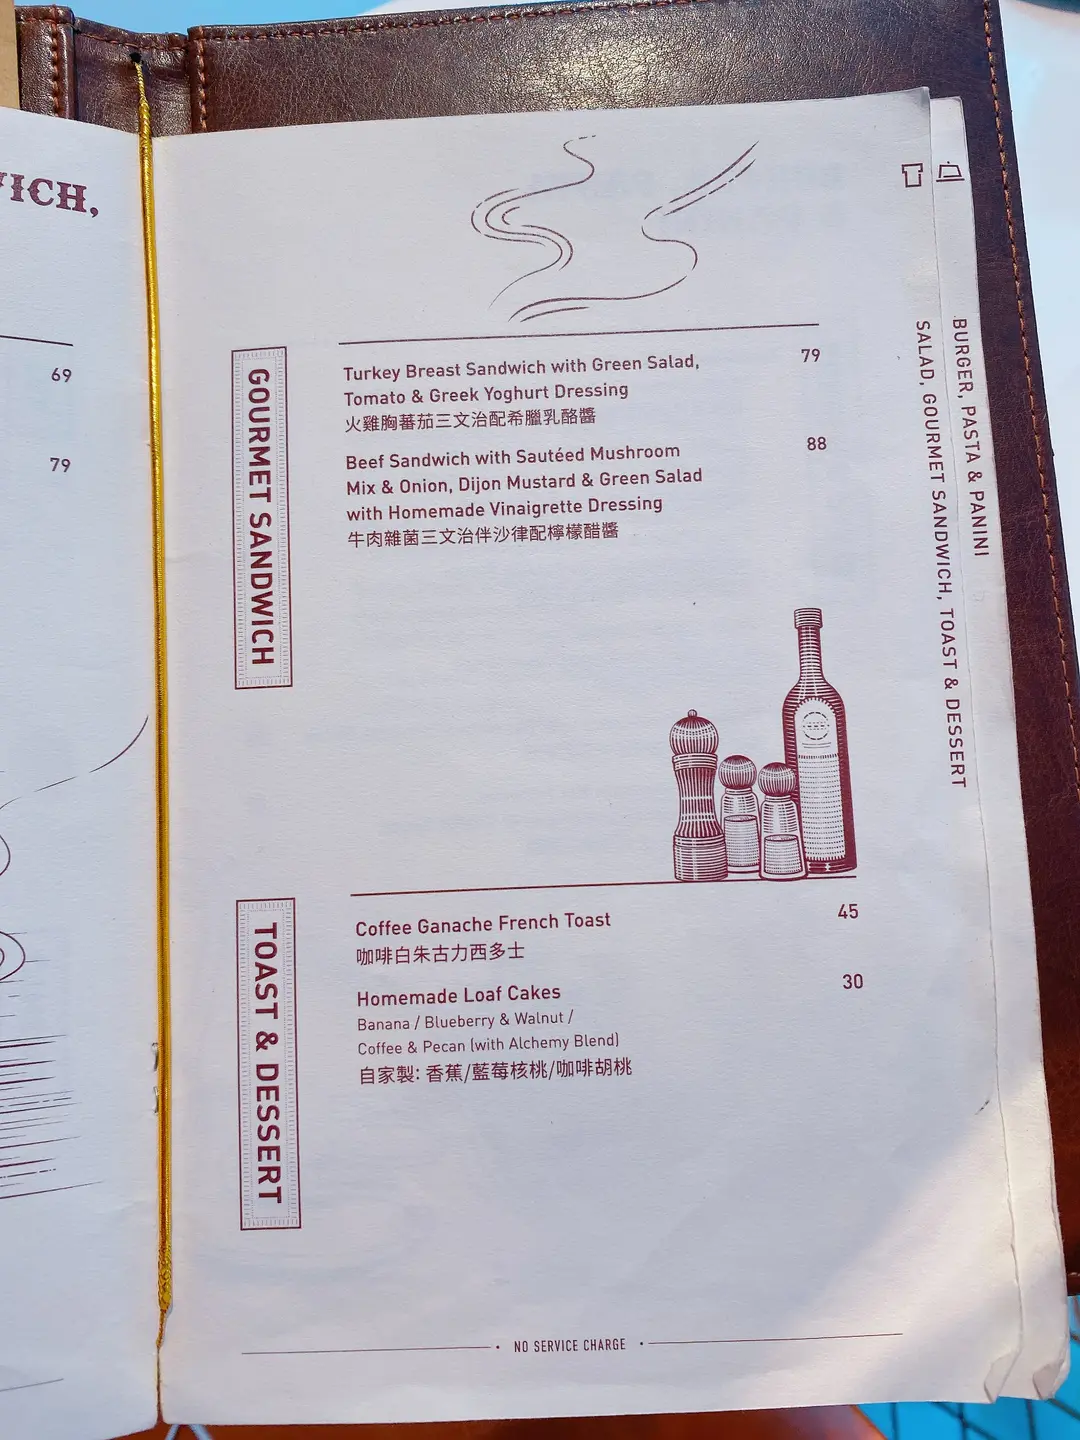 69
79
GOURMET SANDWICH
Turkey Breast Sandwich with Green Salad, 79
Tomato & Greek Yoghurt Dressing
火雞胸蕃茄三文治配希臘乳酪醬
Beef Sandwich with Sautéed Mushroom 88
Mix & Onion, Dijon Mustard & Green Salad
with Homemade Vinaigrette Dressing
牛肉雜菌三文治伴沙律配檸檬醋醬
TOAST & DESSERT
Coffee Ganache French Toast 45
咖啡白朱古力西多士
Homemade Loaf Cakes 30
Banana / Blueberry & Walnut /
Coffee & Pecan (with Alchemy Blend)
自家製: 香蕉/藍莓核桃/咖啡胡桃
• NO SERVICE CHARGE •
SALAD, GOURMET SANDWICH, TOAST & DESSERT
BURGER, PASTA & PANINI